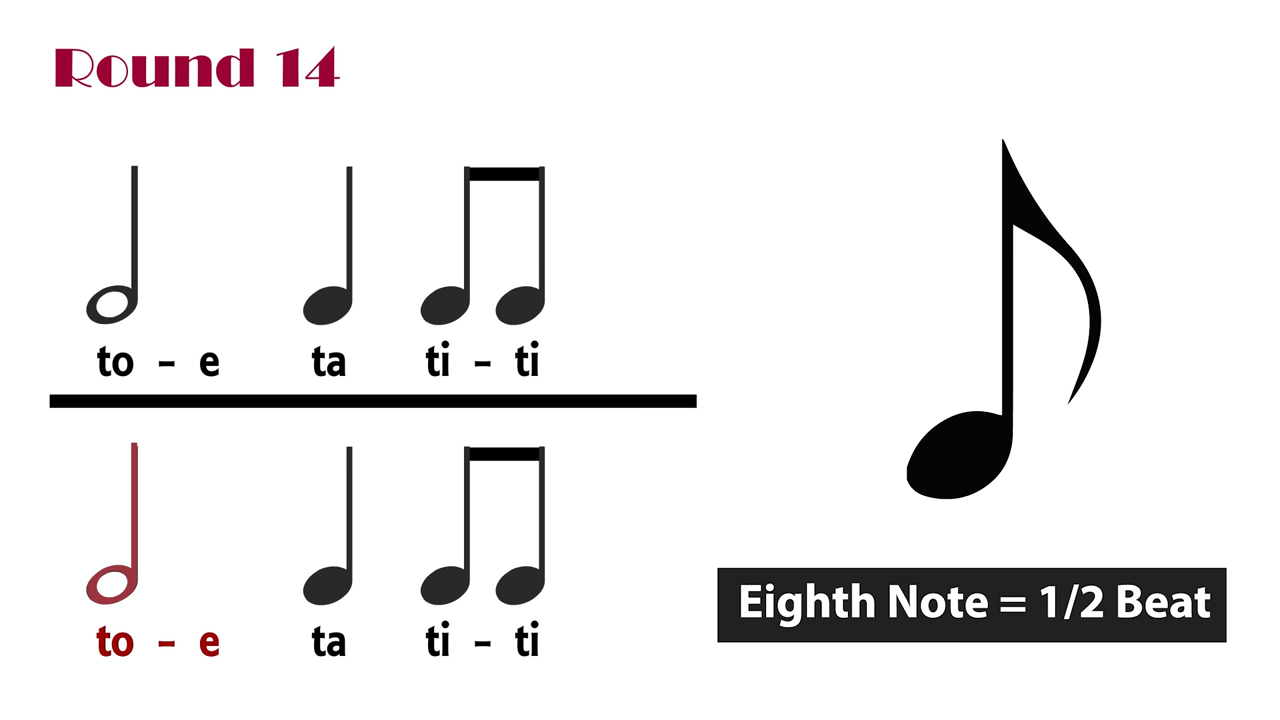 Round 14
to – e ta ti – ti
to – e ta ti – ti
Eighth Note = 1/2 Beat